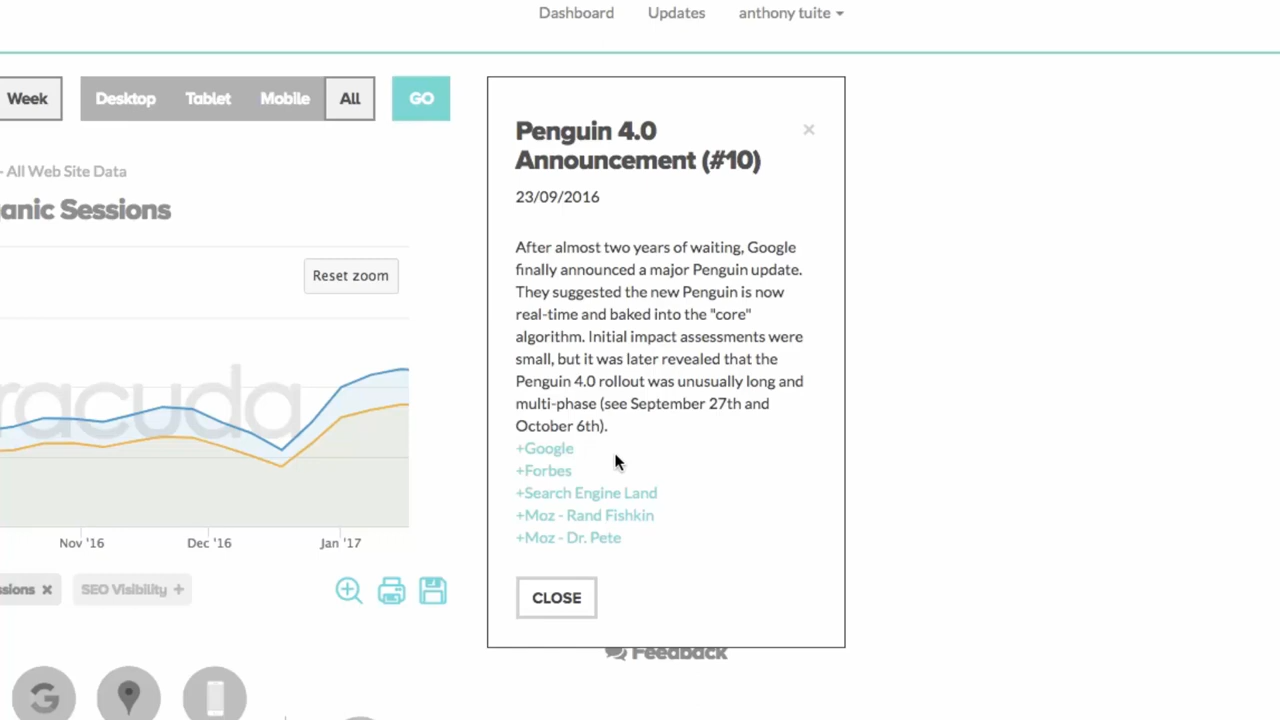 Dashboard Updates anthony tuite
Week Desktop Tablet Mobile All GO
- All Web Site Data
anic Sessions
Reset zoom
racuda
Nov '16 Dec '16 Jan '17
ssions × SEO Visibility +
G
Penguin 4.0
Announcement (#10)
×
23/09/2016
After almost two years of waiting, Google
finally announced a major Penguin update.
They suggested the new Penguin is now
real-time and baked into the "core"
algorithm. Initial impact assessments were
small, but it was later revealed that the
Penguin 4.0 rollout was unusually long and
multi-phase (see September 27th and
October 6th).
+Google
+Forbes
+Search Engine Land
+Moz - Rand Fishkin
+Moz - Dr. Pete
CLOSE
Feedback